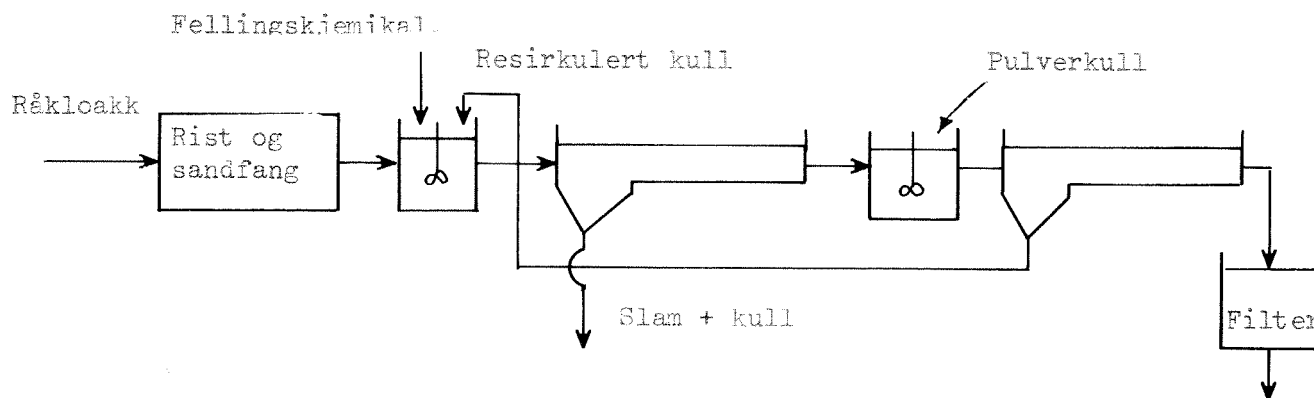 Fellingskjemikal.
Resirkulert kull
Pulverkull
Råkloakk
Rist og
sandfang
Slam + kull
Filter